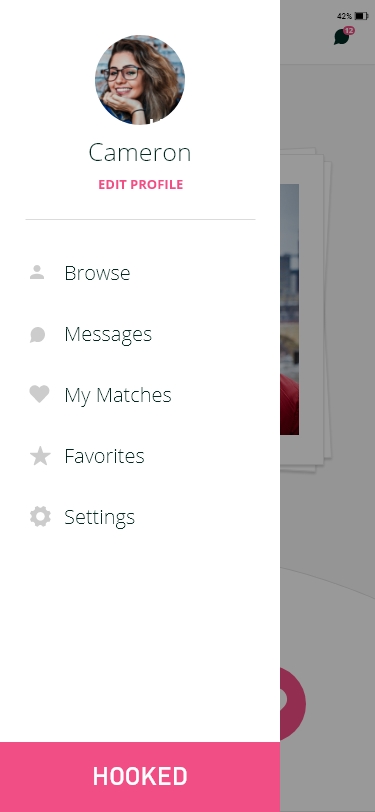 42%
12
Cameron
EDIT PROFILE
Browse
Messages
My Matches
Favorites
Settings
HOOKED